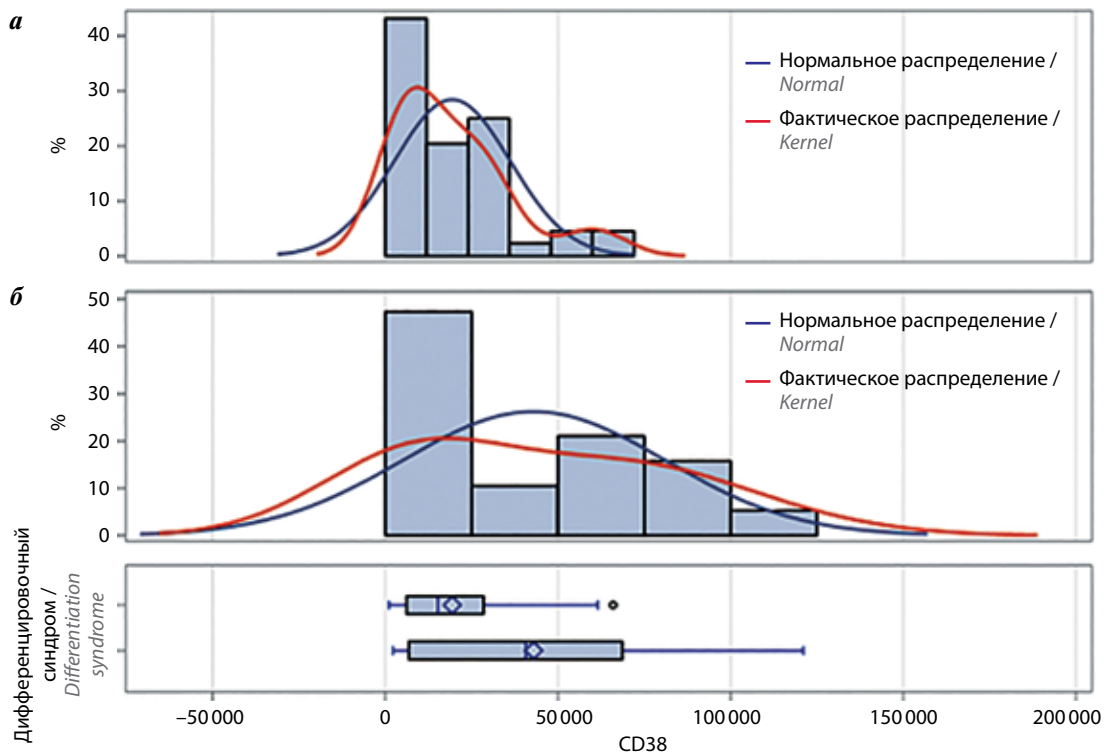 а
40
30
20
10
0
%
Нормальное распределение /
Normal
Фактическое распределение /
Kernel
б
50
40
30
20
10
0
%
Нормальное распределение /
Normal
Фактическое распределение /
Kernel
Дифференцировочный
синдром /
Differentiation
syndrome
–50 000
0
50 000
100 000
150 000
200 000
CD38